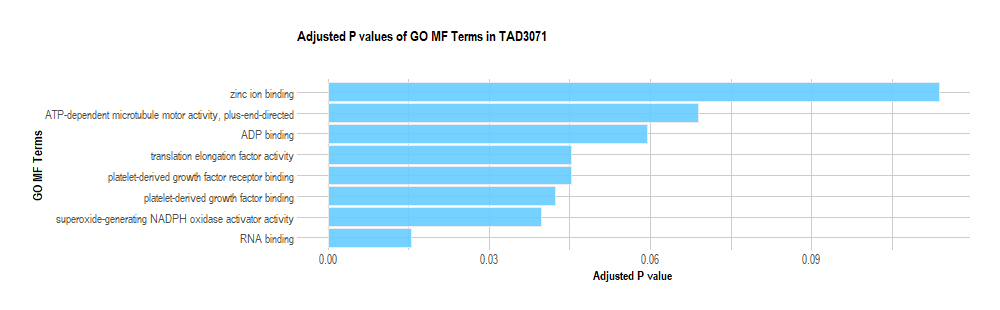 Adjusted P values of GO MF Terms in TAD3071
GO MF Terms
zinc ion binding
ATP-dependent microtubule motor activity, plus-end-directed
ADP binding
translation elongation factor activity
platelet-derived growth factor receptor binding
platelet-derived growth factor binding
superoxide-generating NADPH oxidase activator activity
RNA binding
0.00 0.03 0.06 0.09
Adjusted P value